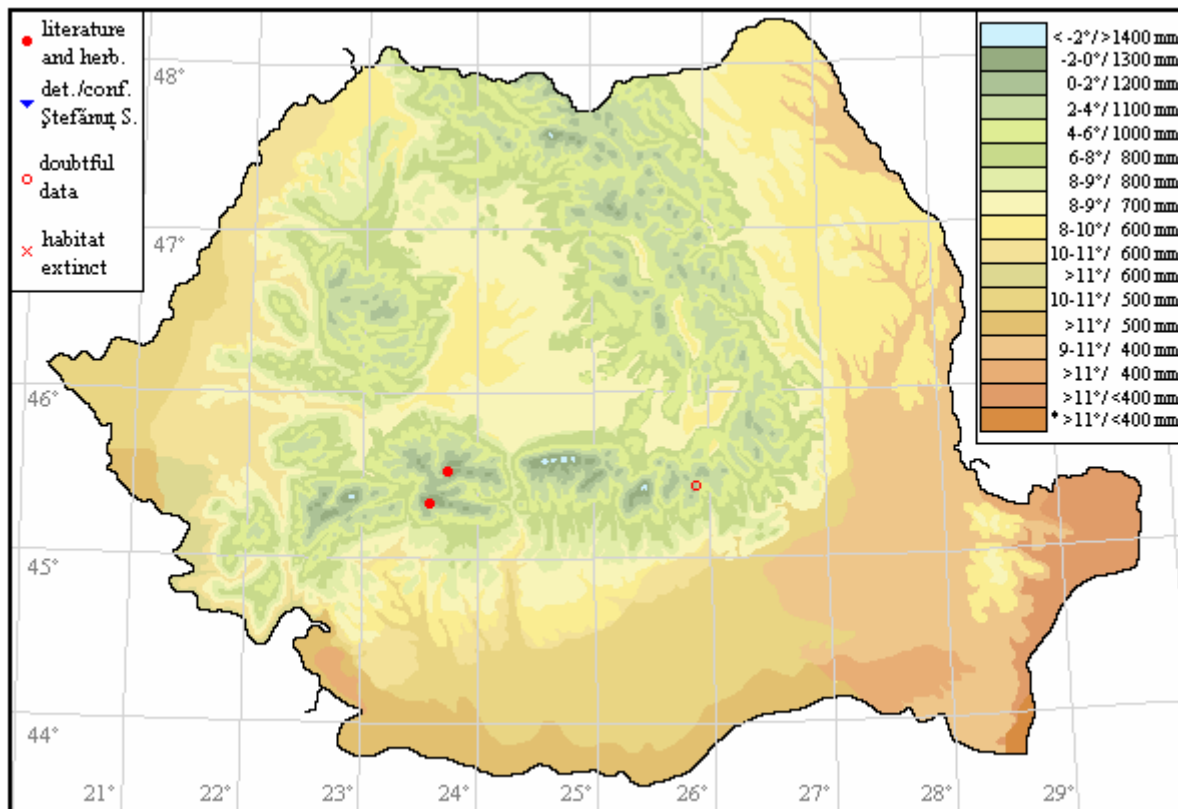 literature
and herb.
det./conf.
Ştefănuţ S.
doubtful
data
habitat
extinct
< -2°/>1400 mm
-2-0°/1300 mm
0-2°/1200 mm
2-4°/1100 mm
4-6°/1000 mm
6-8°/ 800 mm
8-9°/ 800 mm
8-9°/ 700 mm
8-10°/ 600 mm
10-11°/ 600 mm
>11°/ 600 mm
10-11°/ 500 mm
>11°/ 500 mm
9-11°/ 400 mm
>11°/ 400 mm
>11°/<400 mm
* >11°/<400 mm
48°
47°
46°
45°
44°
21° 22° 23° 24° 25° 26° 27° 28° 29°